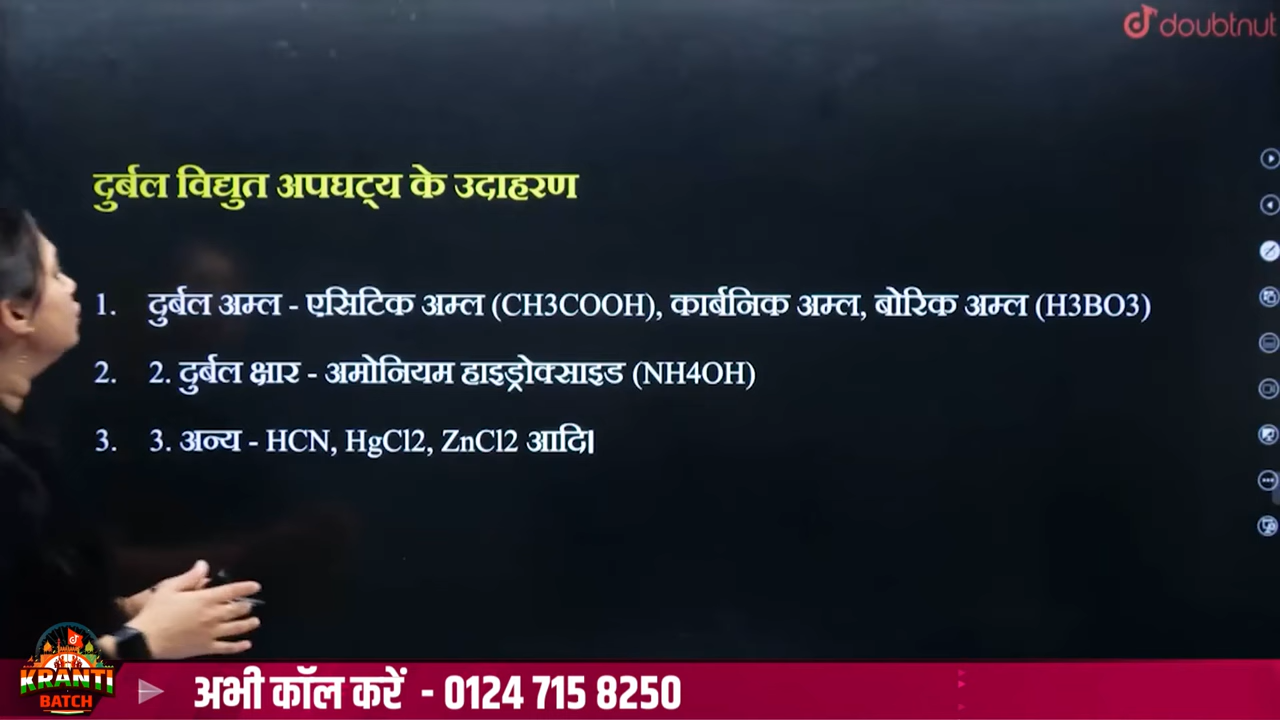 doubtnut
दुर्बल विद्युत अपघट्य के उदाहरण
1. दुर्बल अम्ल - एसिटिक अम्ल (CH3COOH), कार्बनिक अम्ल, बोरिक अम्ल (H3BO3)
2. 2. दुर्बल क्षार - अमोनियम हाइड्रोक्साइड (NH4OH)
3. 3. अन्य - HCN, HgCl2, ZnCl2 आदि।
KRANTI
BATCH
अभी कॉल करें - 0124 715 8250